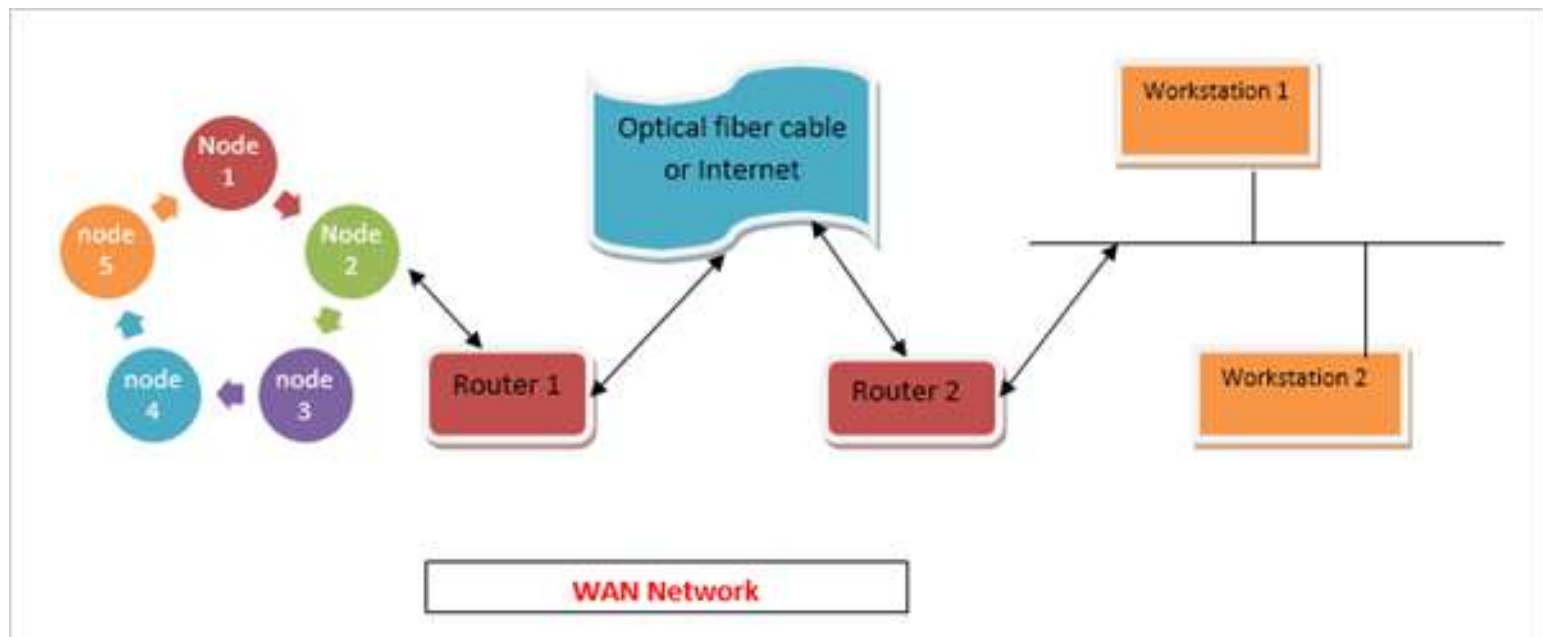 Node
1
Node
2
node
3
node
4
node
5
Router 1
Optical fiber cable
or Internet
Router 2
Workstation 1
Workstation 2
WAN Network